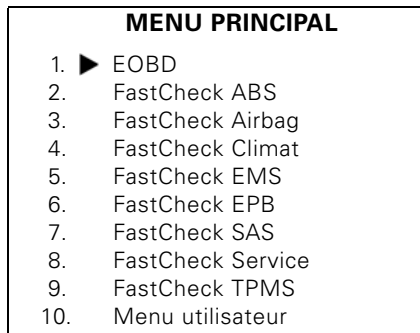 MENU PRINCIPAL
1. ▶ EOBD
2. FastCheck ABS
3. FastCheck Airbag
4. FastCheck Climat
5. FastCheck EMS
6. FastCheck EPB
7. FastCheck SAS
8. FastCheck Service
9. FastCheck TPMS
10. Menu utilisateur